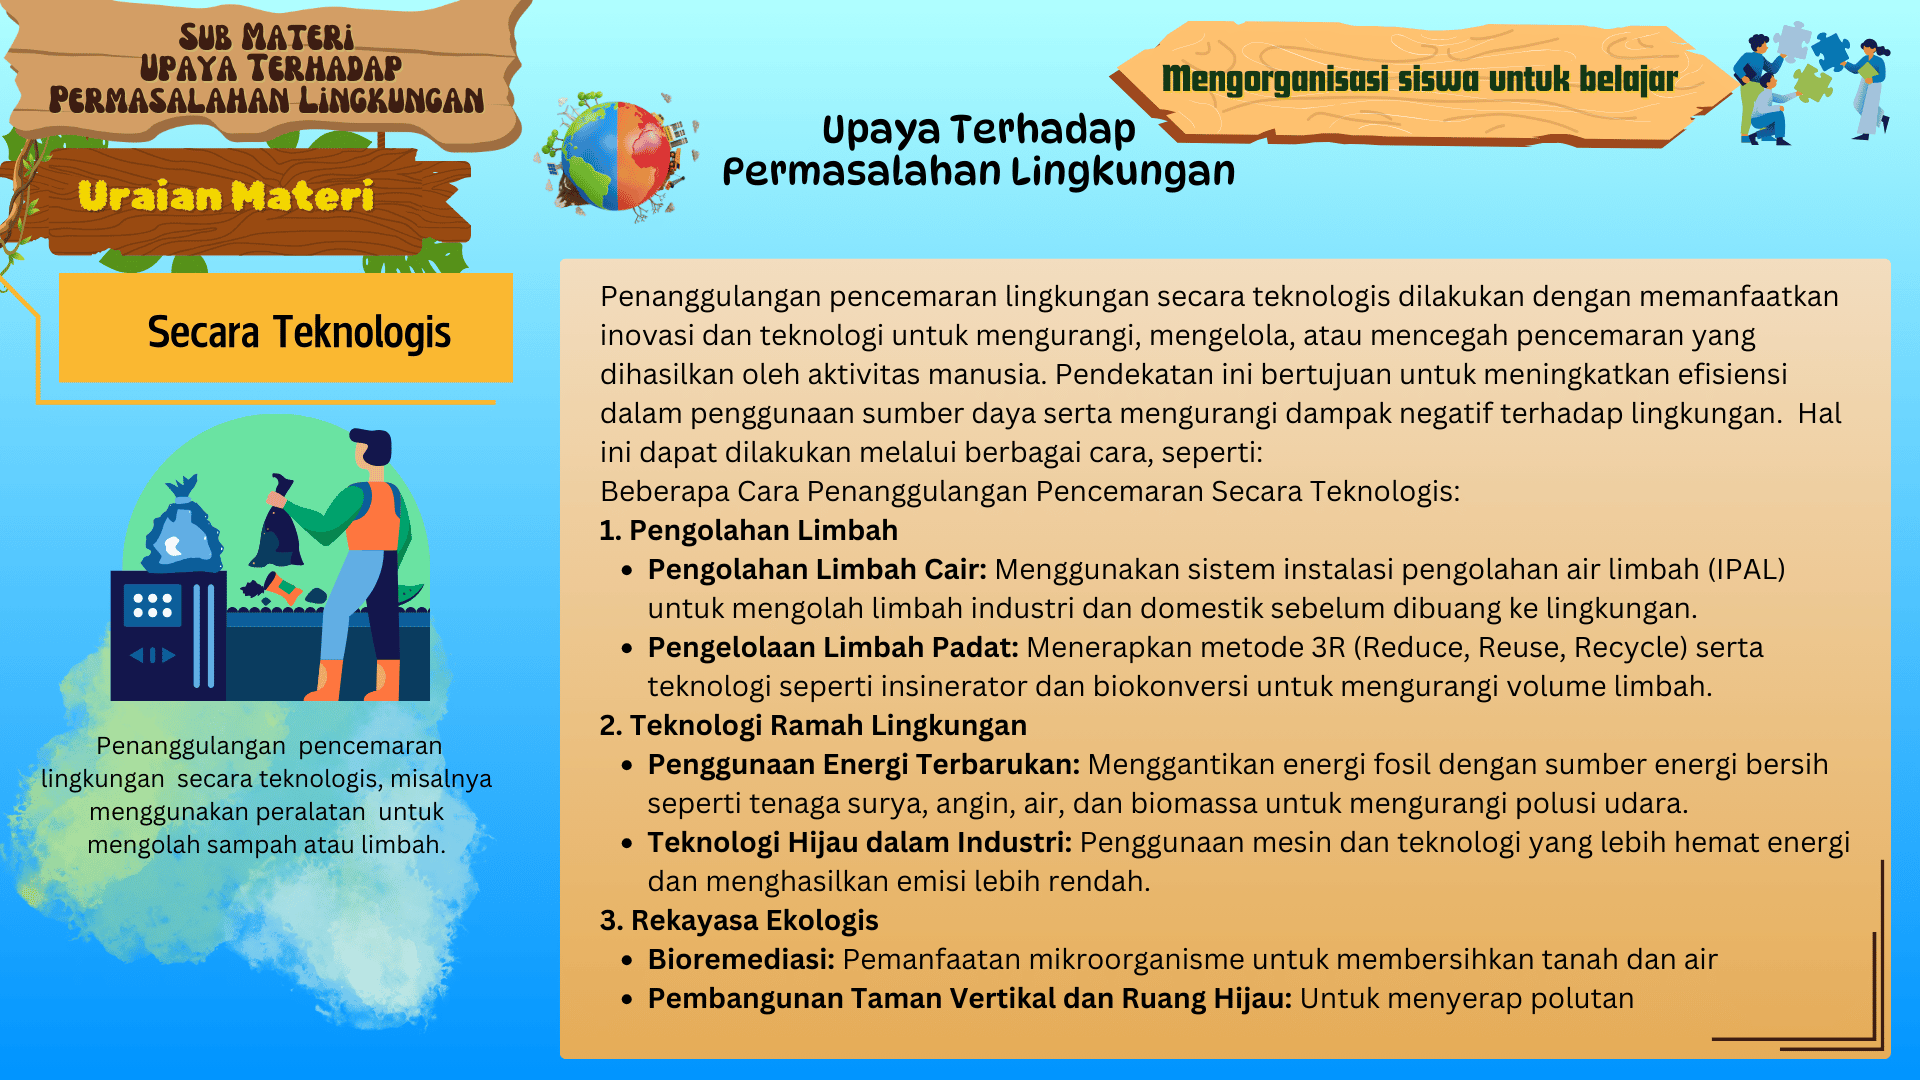 Sub Materi
Upaya Terhadap
Permasalahan Lingkungan
Uraian Materi
Secara Teknologis
Penanggulangan pencemaran
lingkungan secara teknologis, misalnya
menggunakan peralatan untuk
mengolah sampah atau limbah.
Mengorganisasi siswa untuk belajar
Upaya Terhadap
Permasalahan Lingkungan
Penanggulangan pencemaran lingkungan secara teknologis dilakukan dengan memanfaatkan
inovasi dan teknologi untuk mengurangi, mengelola, atau mencegah pencemaran yang
dihasilkan oleh aktivitas manusia. Pendekatan ini bertujuan untuk meningkatkan efisiensi
dalam penggunaan sumber daya serta mengurangi dampak negatif terhadap lingkungan. Hal
ini dapat dilakukan melalui berbagai cara, seperti:
Beberapa Cara Penanggulangan Pencemaran Secara Teknologis:
1. Pengolahan Limbah
• Pengolahan Limbah Cair: Menggunakan sistem instalasi pengolahan air limbah (IPAL)
untuk mengolah limbah industri dan domestik sebelum dibuang ke lingkungan.
• Pengelolaan Limbah Padat: Menerapkan metode 3R (Reduce, Reuse, Recycle) serta
teknologi seperti insinerator dan biokonversi untuk mengurangi volume limbah.
2. Teknologi Ramah Lingkungan
• Penggunaan Energi Terbarukan: Menggantikan energi fosil dengan sumber energi bersih
seperti tenaga surya, angin, air, dan biomassa untuk mengurangi polusi udara.
• Teknologi Hijau dalam Industri: Penggunaan mesin dan teknologi yang lebih hemat energi
dan menghasilkan emisi lebih rendah.
3. Rekayasa Ekologis
• Bioremediasi: Pemanfaatan mikroorganisme untuk membersihkan tanah dan air
• Pembangunan Taman Vertikal dan Ruang Hijau: Untuk menyerap polutan